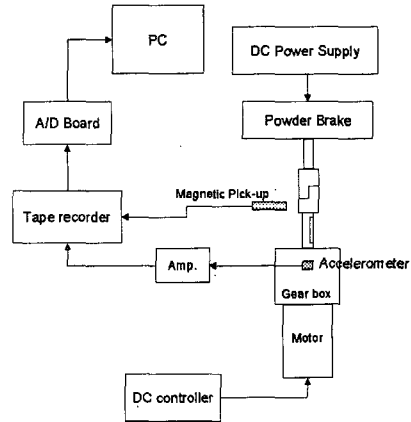 PC
DC Power Supply
A/D Board
Powder Brake
Magnetic Pick-up
Tape recorder
Amp.
Accelerometer
Gear box
Motor
DC controller